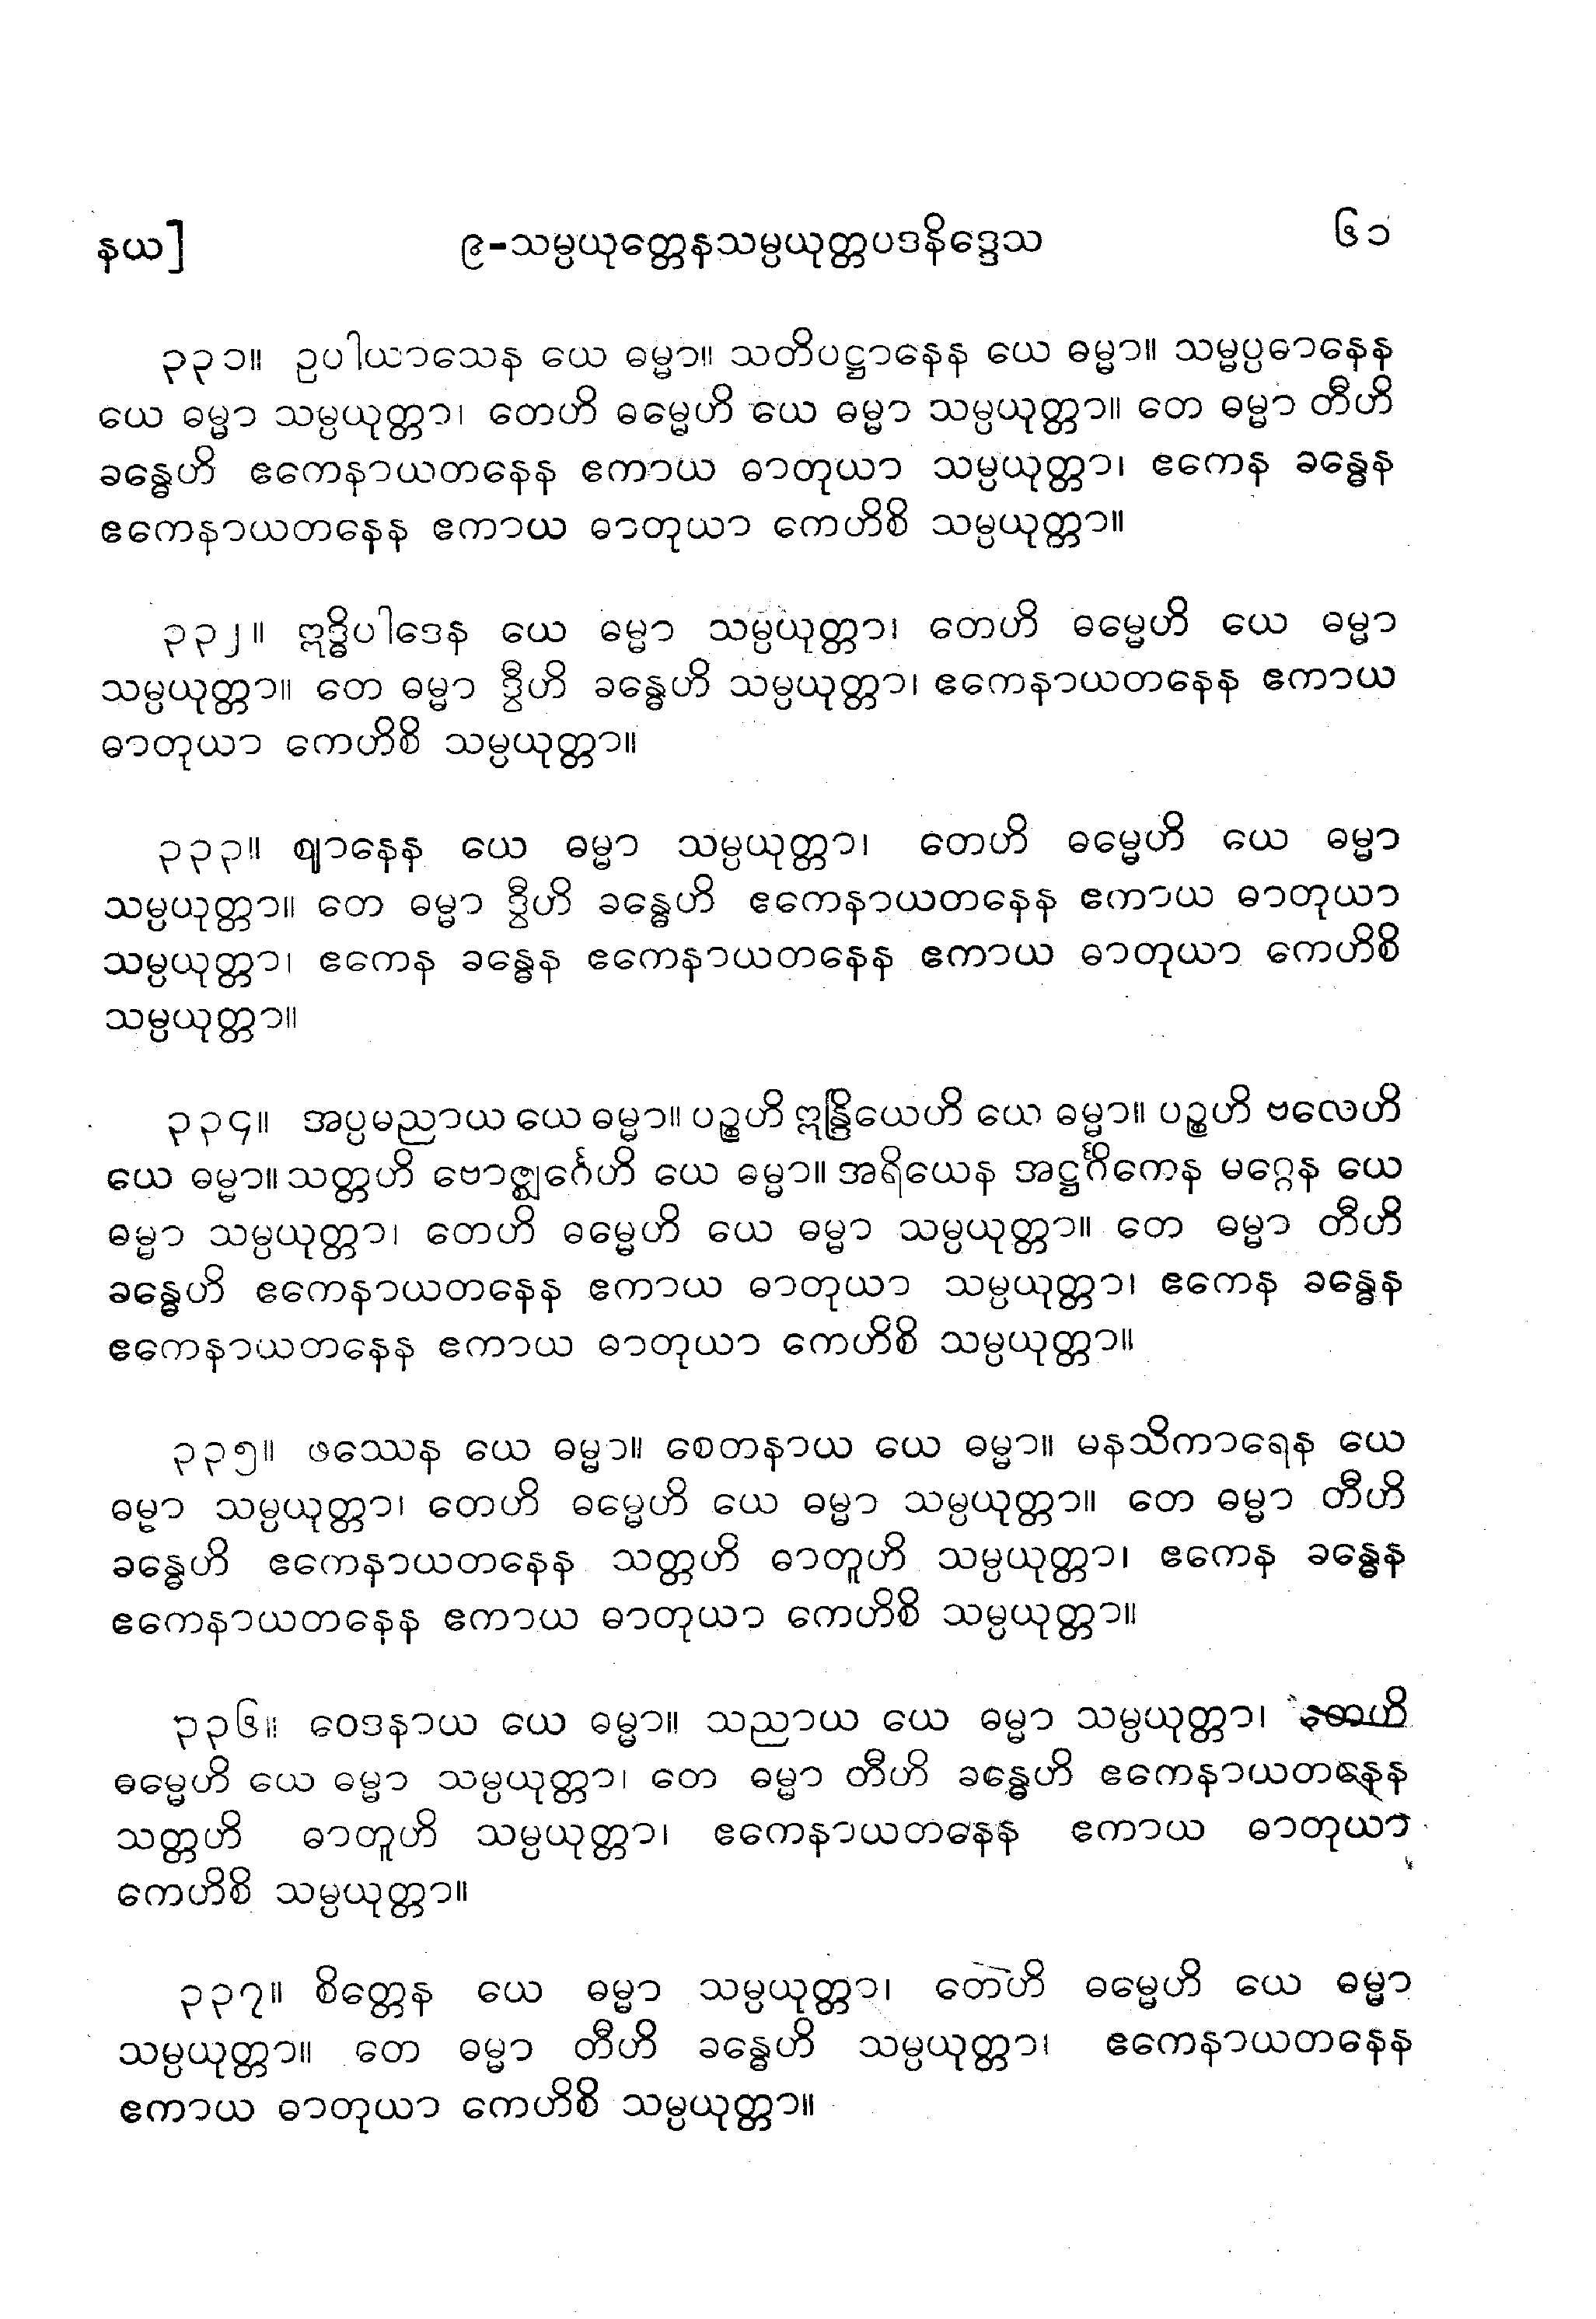 နယ] ၉-သမ္ပယုတ္တေနသမ္ပယုတ္တပဒနိဒ္ဒေသ ၆၁
၃၃၁။ ဥပါယာသေန ယေ ဓမ္မာ။ သတိပဋ္ဌာနေန ယေ ဓမ္မာ။ သမ္မပ္ပဓာနေန
ယေ ဓမ္မာ သမ္ပယုတ္တာ၊ တေဟိ ဓမ္မေဟိ ယေ ဓမ္မာ သမ္ပယုတ္တာ။ တေ ဓမ္မာ တီဟိ
ခန္ဓေဟိ ဧကေနာယတနေန ဧကာယ ဓာတုယာ သမ္ပယုတ္တာ၊ ဧကေန ခန္ဓေန
ဧကေနာယတနေန ဧကာယ ဓာတုယာ ကေဟိစိ သမ္ပယုတ္တာ။
၃၃၂။ ဣဒ္ဓိပါဒေန ယေ ဓမ္မာ သမ္ပယုတ္တာ၊ တေဟိ ဓမ္မေဟိ ယေ ဓမ္မာ
သမ္ပယုတ္တာ။ တေ ဓမ္မာ ဒွီဟိ ခန္ဓေဟိ သမ္ပယုတ္တာ၊ ဧကေနာယတနေန ဧကာယ
ဓာတုယာ ကေဟိစိ သမ္ပယုတ္တာ။
၃၃၃။ ဈာနေန ယေ ဓမ္မာ သမ္ပယုတ္တာ၊ တေဟိ ဓမ္မေဟိ ယေ ဓမ္မာ
သမ္ပယုတ္တာ။ တေ ဓမ္မာ ဒွီဟိ ခန္ဓေဟိ ဧကေနာယတနေန ဧကာယ ဓာတုယာ
သမ္ပယုတ္တာ၊ ဧကေန ခန္ဓေန ဧကေနာယတနေန ဧကာယ ဓာတုယာ ကေဟိစိ
သမ္ပယုတ္တာ။
၃၃၄။ အပ္ပမညာယ ယေ ဓမ္မာ။ ပဉ္စဟိ ဣန္ဒြိယေဟိ ယေ ဓမ္မာ။ ပဉ္စဟိ ဗလေဟိ
ယေ ဓမ္မာ။ သတ္တဟိ ဗောဇ္ဈင်္ဂေဟိ ယေ ဓမ္မာ။ အရိယေန အဋ္ဌင်္ဂိကေန မဂ္ဂေန ယေ
ဓမ္မာ သမ္ပယုတ္တာ၊ တေဟိ ဓမ္မေဟိ ယေ ဓမ္မာ သမ္ပယုတ္တာ။ တေ ဓမ္မာ တီဟိ
ခန္ဓေဟိ ဧကေနာယတနေန ဧကာယ ဓာတုယာ သမ္ပယုတ္တာ၊ ဧကေန ခန္ဓေန
ဧကေနာယတနေန ဧကာယ ဓာတုယာ ကေဟိစိ သမ္ပယုတ္တာ။
၃၃၅။ ဖဿေန ယေ ဓမ္မာ။ စေတနာယ ယေ ဓမ္မာ။ မနသိကာရေန ယေ
ဓမ္မာ သမ္ပယုတ္တာ၊ တေဟိ ဓမ္မေဟိ ယေ ဓမ္မာ သမ္ပယုတ္တာ။ တေ ဓမ္မာ တီဟိ
ခန္ဓေဟိ ဧကေနာယတနေန သတ္တဟိ ဓာတူဟိ သမ္ပယုတ္တာ၊ ဧကေန ခန္ဓေန
ဧကေနာယတနေန ဧကာယ ဓာတုယာ ကေဟိစိ သမ္ပယုတ္တာ။
၃၃၆။ ဝေဒနာယ ယေ ဓမ္မာ။ သညာယ ယေ ဓမ္မာ သမ္ပယုတ္တာ၊ တေဟိ
ဓမ္မေဟိ ယေ ဓမ္မာ သမ္ပယုတ္တာ၊ တေ ဓမ္မာ တီဟိ ခန္ဓေဟိ ဧကေနာယတနေန
သတ္တဟိ ဓာတူဟိ သမ္ပယုတ္တာ၊ ဧကေနာယတနေန ဧကာယ ဓာတုယာ
ကေဟိစိ သမ္ပယုတ္တာ။
၃၃၇။ စိတ္တေန ယေ ဓမ္မာ သမ္ပယုတ္တာ၊ တေဟိ ဓမ္မေဟိ ယေ ဓမ္မာ
သမ္ပယုတ္တာ။ တေ ဓမ္မာ တီဟိ ခန္ဓေဟိ သမ္ပယုတ္တာ၊ ဧကေနာယတနေန
ဧကာယ ဓာတုယာ ကေဟိစိ သမ္ပယုတ္တာ။